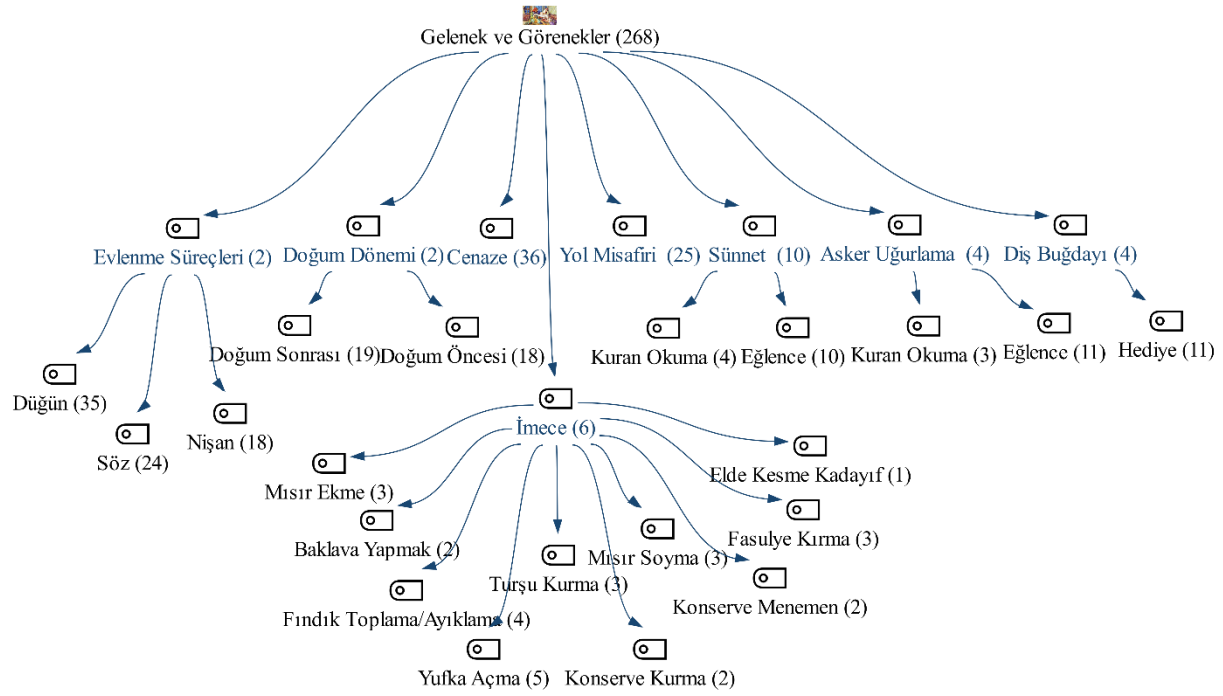 Gelenek ve Görenekler (268)
Evlenme Süreçleri (2)
Doğum Dönemi (2)
Cenaze (36)
Yol Misafiri (25)
Sünnet (10)
Asker Uğurlama (4)
Diş Buğdayı (4)
Doğum Sonrası (19)
Doğum Öncesi (18)
Kuran Okuma (4)
Eğlence (10)
Kuran Okuma (3)
Eğlence (11)
Hediye (11)
Düğün (35)
Söz (24)
Nişan (18)
İmece (6)
Mısır Ekme (3)
Elde Kesme Kadayıf (1)
Baklava Yapmak (2)
Turşu Kurma (3)
Mısır Soyma (3)
Fasulye Kırma (3)
Fındık Toplama/Ayıklama (4)
Konserve Menemen (2)
Yufka Açma (5)
Konserve Kurma (2)